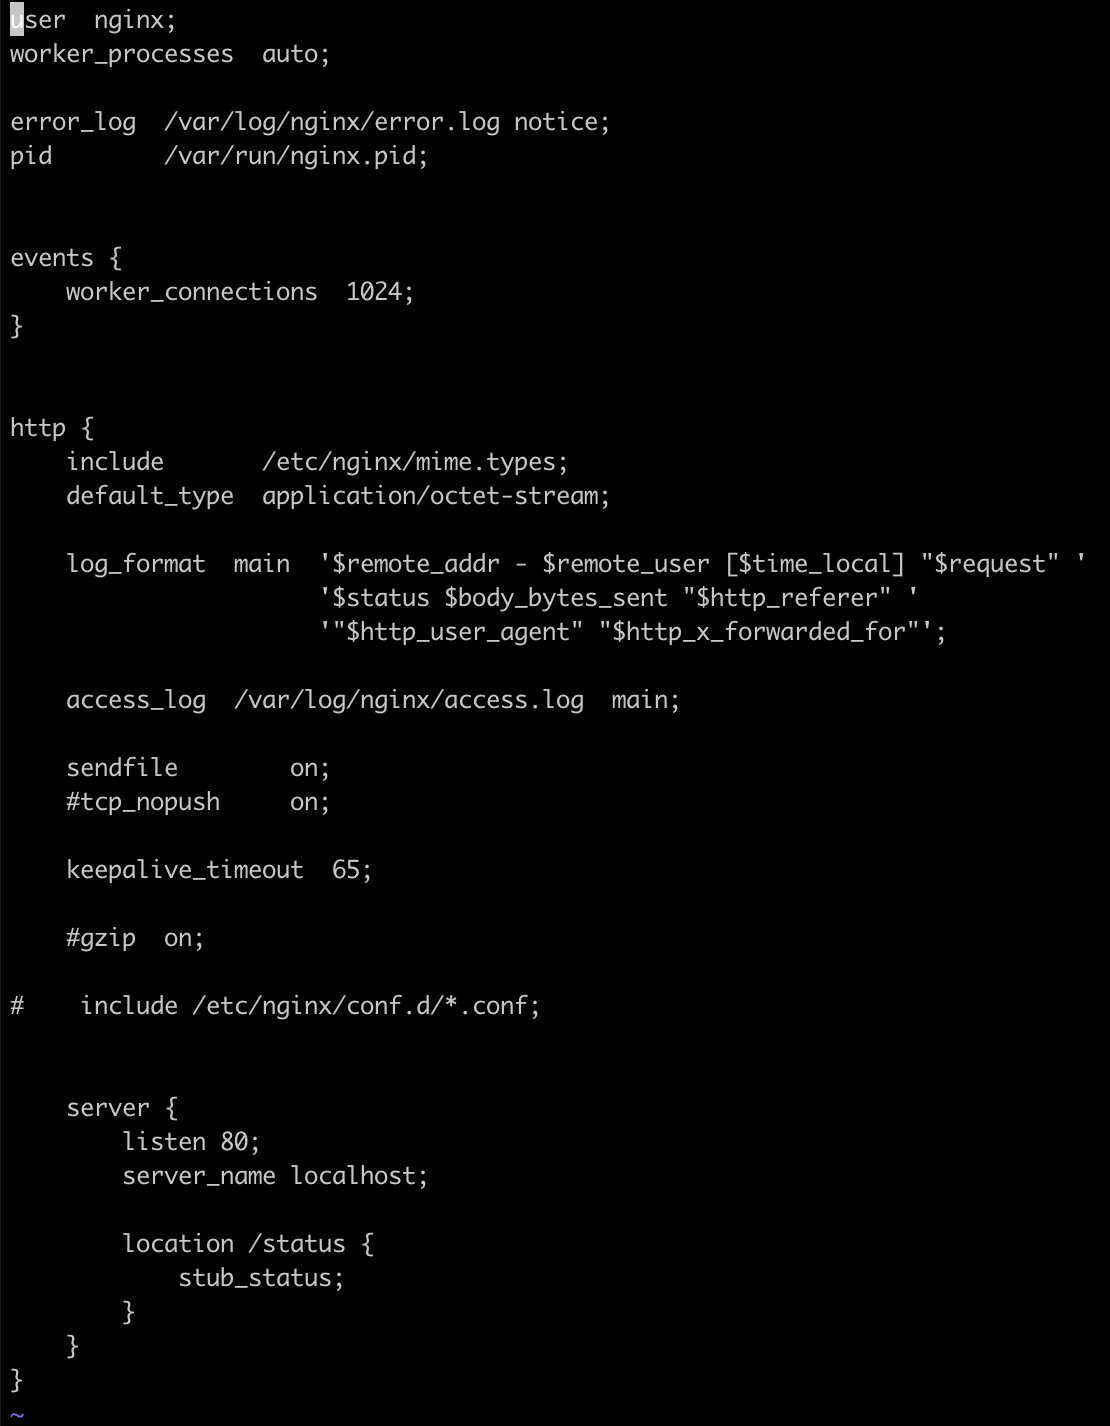 user  nginx;
worker_processes  auto;

error_log  /var/log/nginx/error.log notice;
pid        /var/run/nginx.pid;


events {
    worker_connections  1024;
}


http {
    include       /etc/nginx/mime.types;
    default_type  application/octet-stream;

    log_format  main  '$remote_addr - $remote_user [$time_local] "$request" '
                      '$status $body_bytes_sent "$http_referer" '
                      '"$http_user_agent" "$http_x_forwarded_for"';

    access_log  /var/log/nginx/access.log  main;

    sendfile        on;
    #tcp_nopush     on;

    keepalive_timeout  65;

    #gzip  on;

#    include /etc/nginx/conf.d/*.conf;


    server {
        listen 80;
        server_name localhost;

        location /status {
            stub_status;
        }
    }
}
~